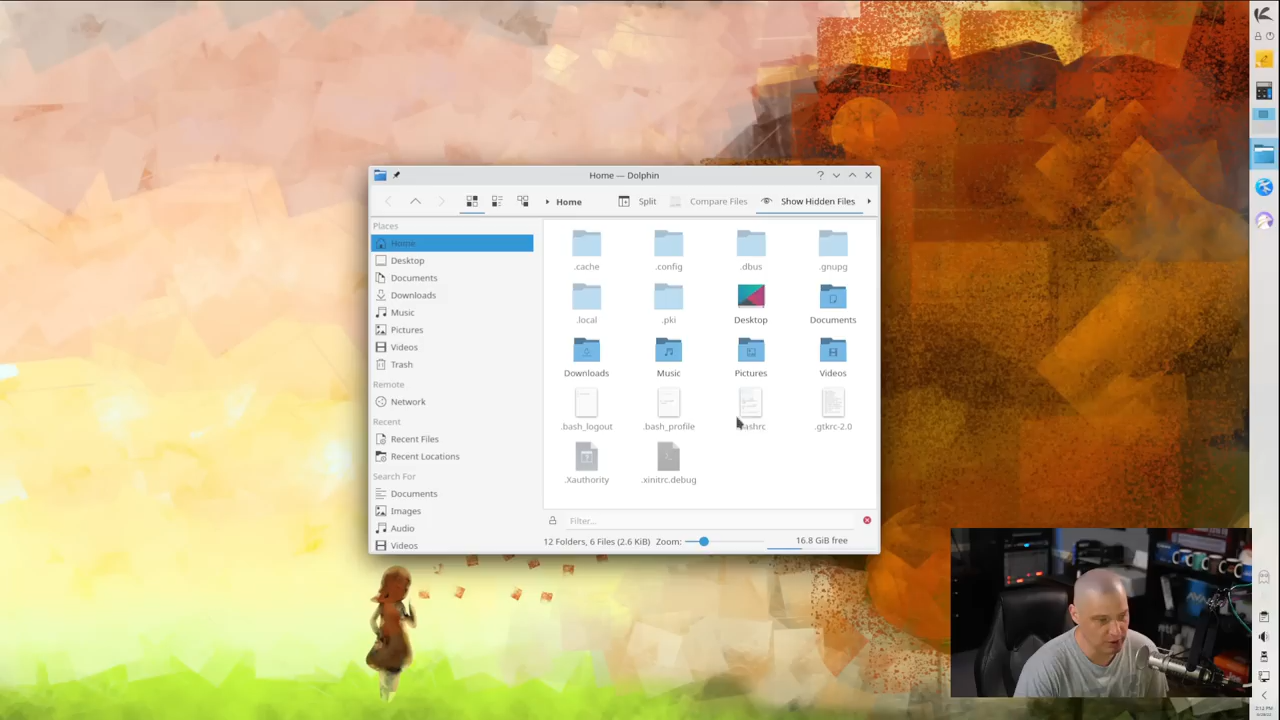 Home — Dolphin
Home
Split
Compare Files
Show Hidden Files
Places
Home
Desktop
Documents
Downloads
Music
Pictures
Videos
Trash
Remote
Network
Recent
Recent Files
Recent Locations
Search For
Documents
Images
Audio
Videos
.cache
.config
.dbus
.gnupg
.local
.pki
Desktop
Documents
Downloads
Music
Pictures
Videos
.bash_logout
.bash_profile
.gtkrc-2.0
.Xauthority
.xinitrc.debug
Filter...
12 Folders, 6 Files (2.6 KiB)
Zoom:
16.8 GiB free